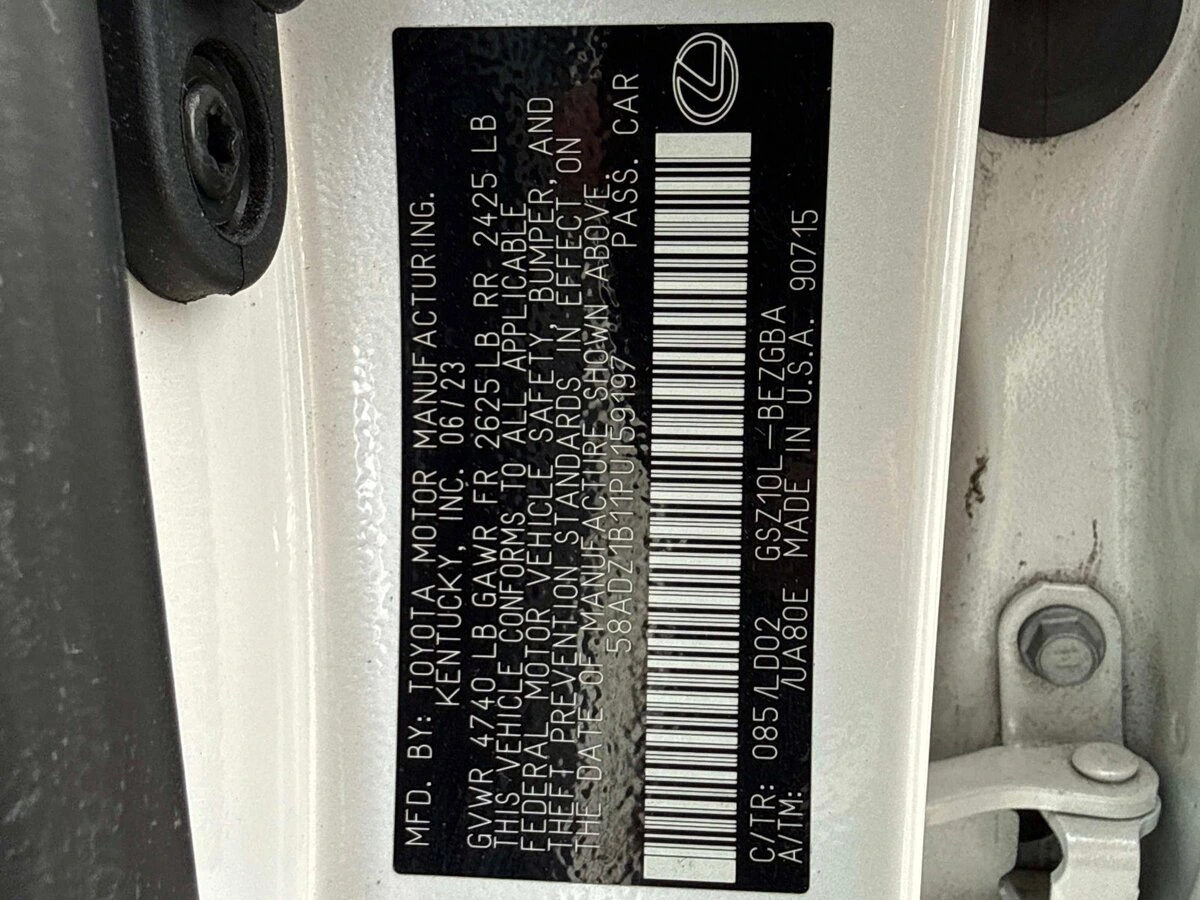 MFD. BY: TOYOTA MOTOR MANUFACTURING.
KENTUCKY, INC. 06/23
GVWR 4740 LB GAWR FR 2625 LB RR 2425 LB
THIS VEHICLE CONFORMS TO ALL APPLICABLE
FEDERAL MOTOR VEHICLE SAFETY, BUMPER, AND
THEFT PREVENTION STANDARDS IN EFFECT ON
THE DATE OF MANUFACTURE SHOWN ABOVE.
58ADZ1B11PU159197 PASS. CAR
C/TR: 085/LD02 GSZ10L-BEZGBA
A/TM: /UA80E MADE IN U.S.A. 90715